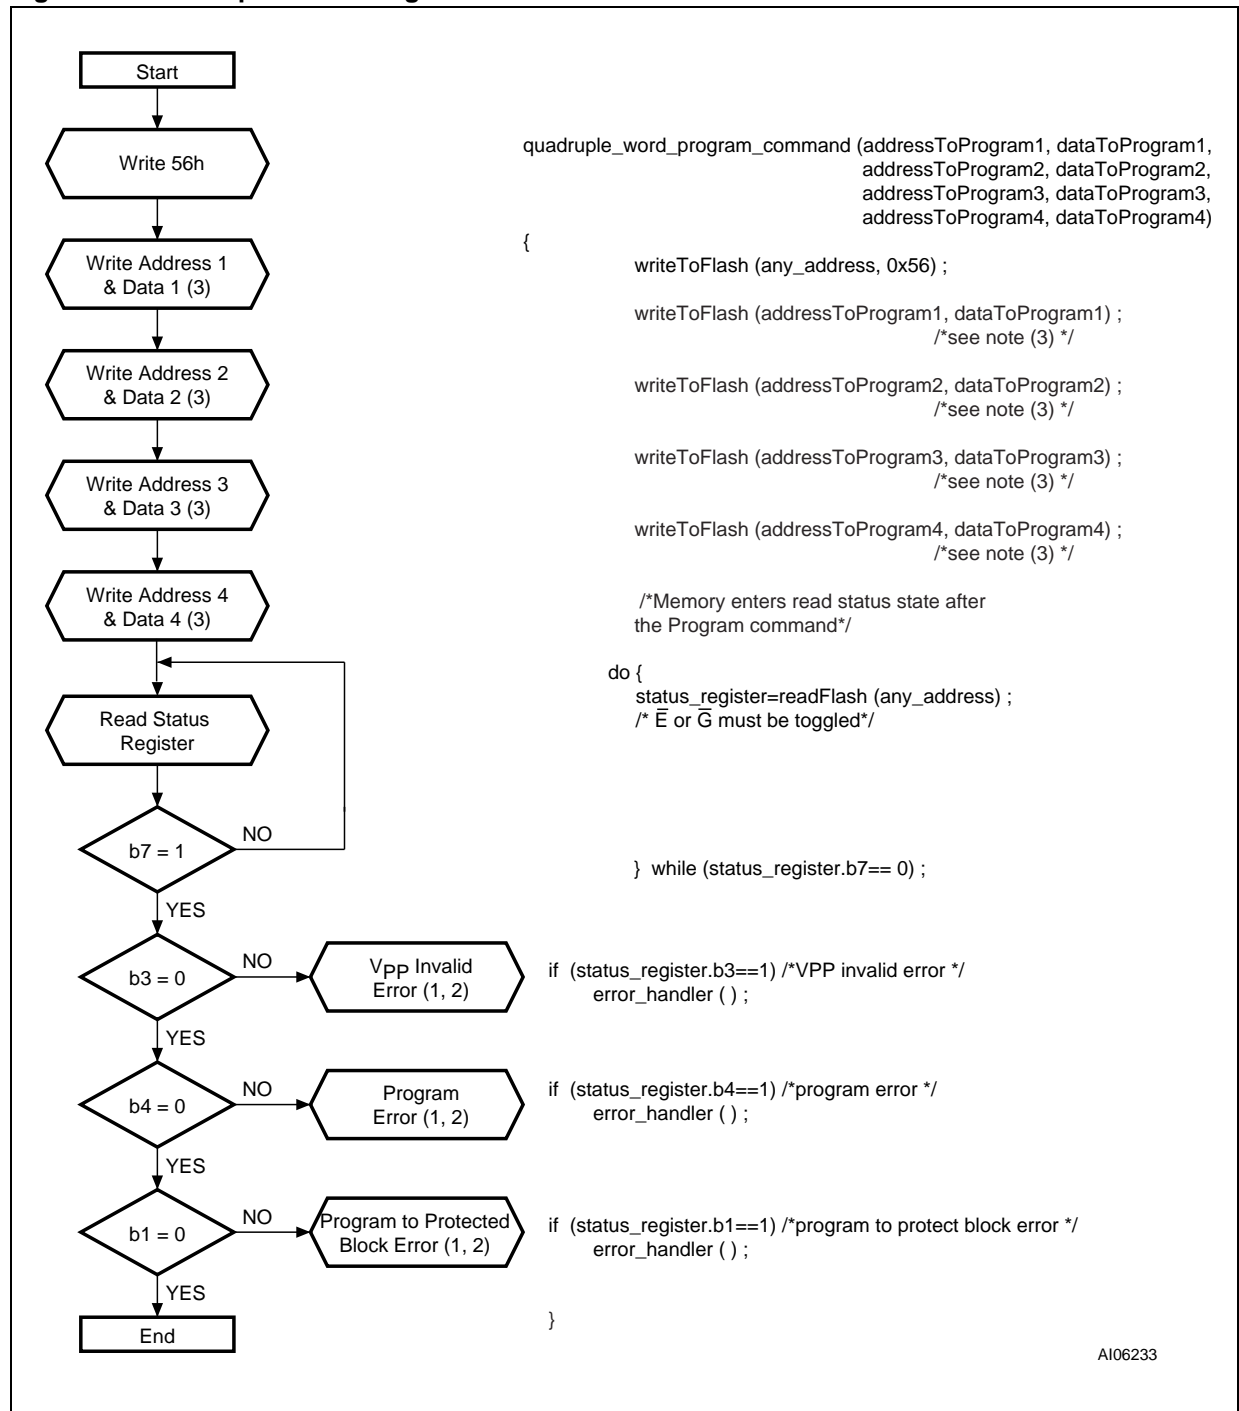 Start
Write 56h
Write Address 1
& Data 1 (3)
Write Address 2
& Data 2 (3)
Write Address 3
& Data 3 (3)
Write Address 4
& Data 4 (3)
Read Status
Register
b7 = 1
NO
YES
b3 = 0
NO
VPP Invalid
Error (1, 2)
YES
b4 = 0
NO
Program
Error (1, 2)
YES
b1 = 0
NO
Program to Protected
Block Error (1, 2)
YES
End
quadruple_word_program_command (addressToProgram1, dataToProgram1,
addressToProgram2, dataToProgram2,
addressToProgram3, dataToProgram3,
addressToProgram4, dataToProgram4)
{
writeToFlash (any_address, 0x56) ;
writeToFlash (addressToProgram1, dataToProgram1) ;
/*see note (3) */
writeToFlash (addressToProgram2, dataToProgram2) ;
/*see note (3) */
writeToFlash (addressToProgram3, dataToProgram3) ;
/*see note (3) */
writeToFlash (addressToProgram4, dataToProgram4) ;
/*see note (3) */
/*Memory enters read status state after
the Program command*/
do {
status_register=readFlash (any_address) ;
/* E̅ or G̅ must be toggled*/
} while (status_register.b7== 0) ;
if (status_register.b3==1) /*VPP invalid error */
error_handler ( ) ;
if (status_register.b4==1) /*program error */
error_handler ( ) ;
if (status_register.b1==1) /*program to protect block error */
error_handler ( ) ;
}
AI06233